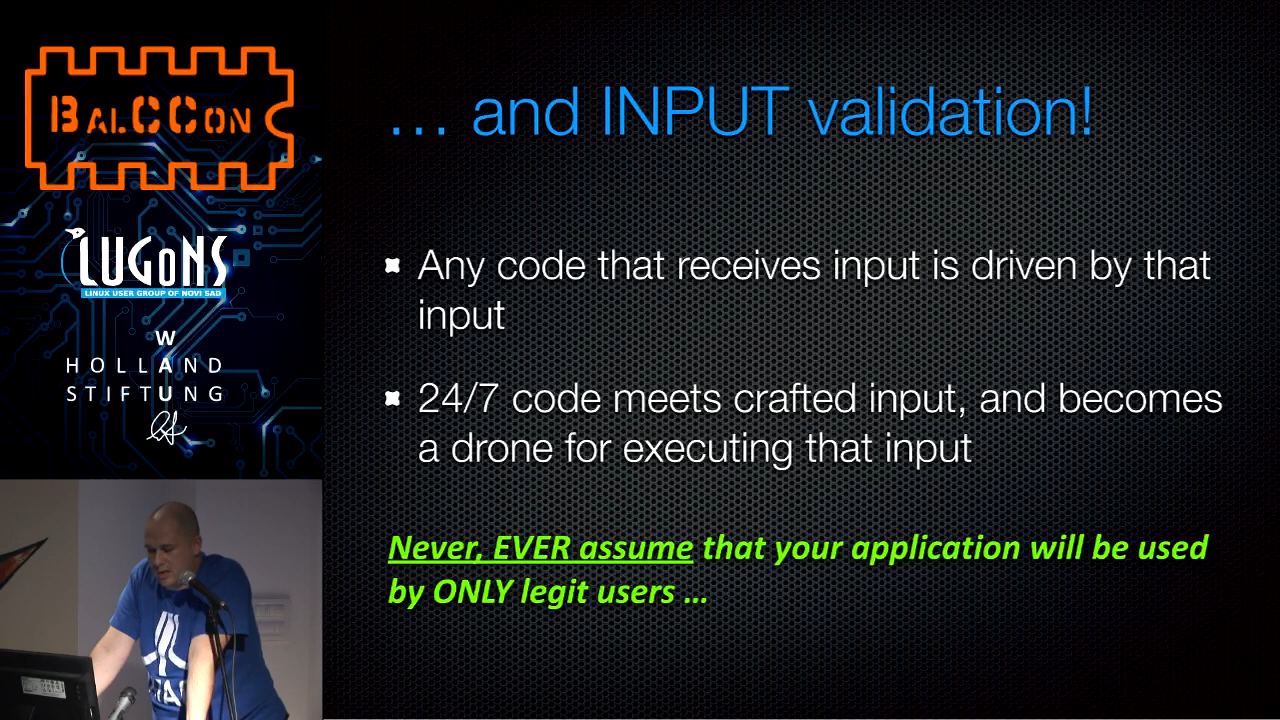 BALCCON
LUGoNS
LINUX USER GROUP OF NOVI SAD
W
HOLLAND
STIFTUNG
… and INPUT validation!
Any code that receives input is driven by that
input
24/7 code meets crafted input, and becomes
a drone for executing that input
Never, EVER assume that your application will be used
by ONLY legit users …